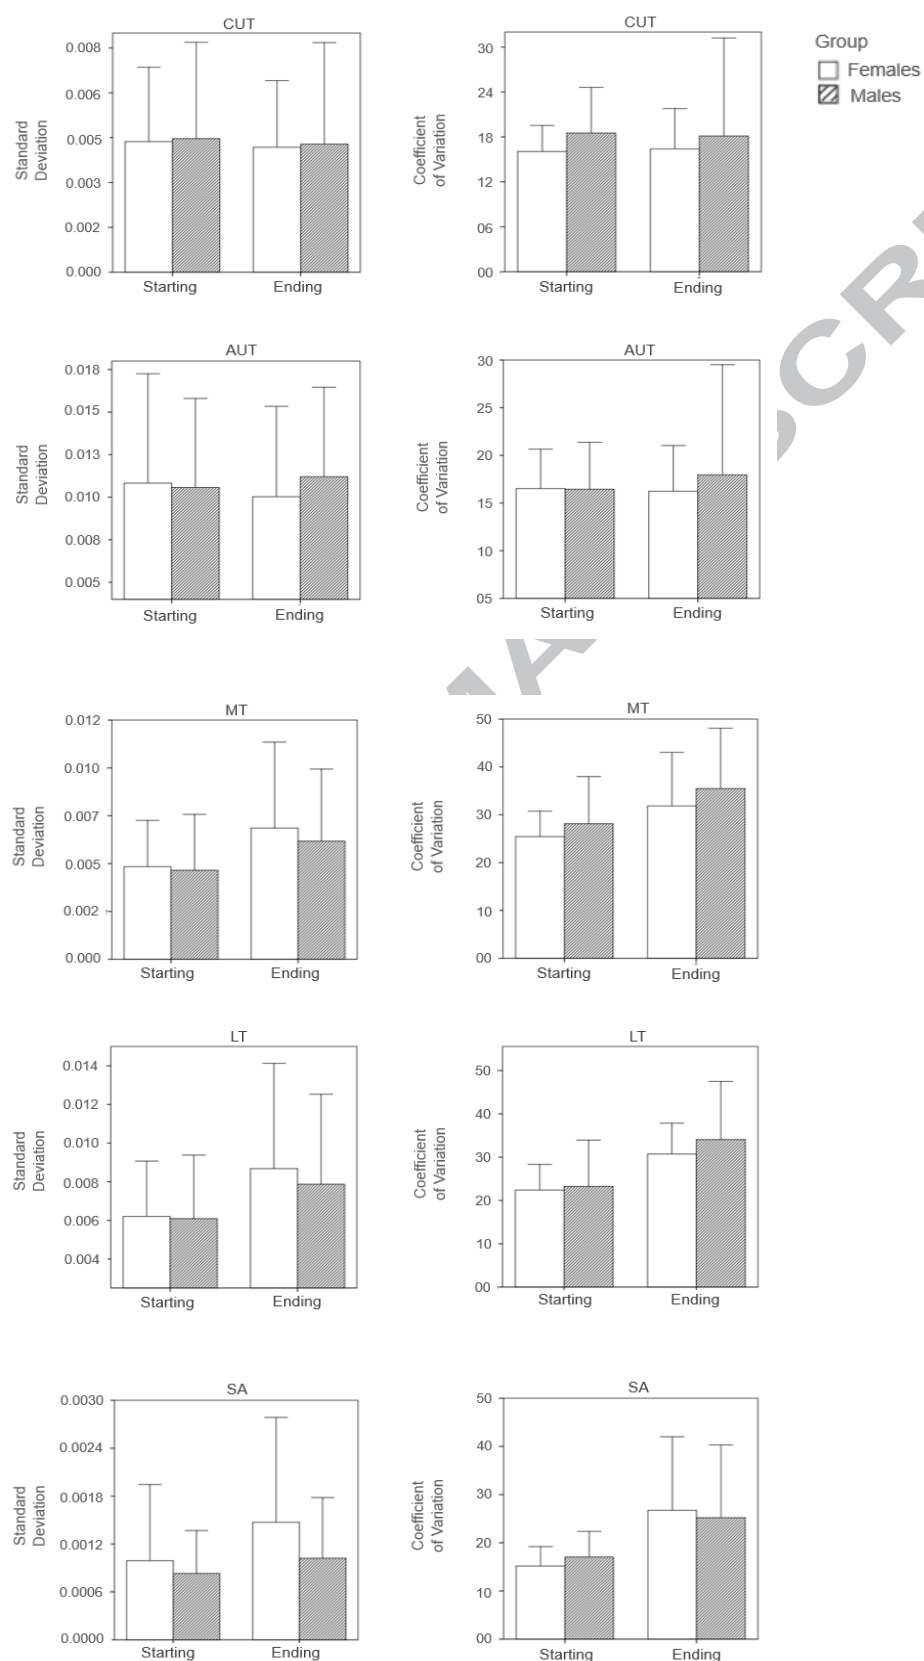 CUT
CUT
Group
Females
Males
0.008
0.006
0.005
0.003
0.002
0.000
Standard
Deviation
Starting
Ending
30
24
18
12
06
00
Coefficient
of Variation
Starting
Ending
AUT
AUT
0.018
0.015
0.013
0.010
0.008
0.005
Standard
Deviation
Starting
Ending
30
25
20
15
10
05
Coefficient
of Variation
Starting
Ending
MT
MT
0.012
0.010
0.007
0.005
0.002
0.000
Standard
Deviation
Starting
Ending
50
40
30
20
10
00
Coefficient
of Variation
Starting
Ending
LT
LT
0.014
0.012
0.010
0.008
0.006
0.004
Standard
Deviation
Starting
Ending
50
40
30
20
10
00
Coefficient
of Variation
Starting
Ending
SA
SA
0.0030
0.0024
0.0018
0.0012
0.0006
0.0000
Standard
Deviation
Starting
Ending
50
40
30
20
10
00
Coefficient
of Variation
Starting
Ending